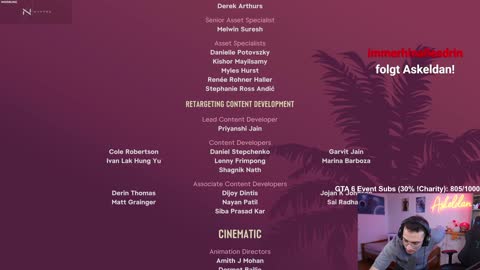 Derek Arthurs
Senior Asset Specialist
Melwin Suresh
Asset Specialists
Danielle Potovszky
Kishor Mayilsamy
Myles Hurst
Renée Rohner Haller
Stephanie Ross Andić
folgt Askeldan!
RETARGETING CONTENT DEVELOPMENT
Lead Content Developer
Priyanshi Jain
Content Developers
Cole Robertson
Daniel Stepchenko
Garvit Jain
Ivan Lak Hung Yu
Lenny Frimpong
Marina Barboza
Shagnik Nath
Associate Content Developers
Derin Thomas
Dijoy Dintis
Jojan K Joh
Matt Grainger
Nayan Patil
Sai Radha
Siba Prasad Kar
GTA 6 Event Subs (30% !Charity): 805/1000
Askeldan
CINEMATIC
Animation Directors
Amith J Mohan